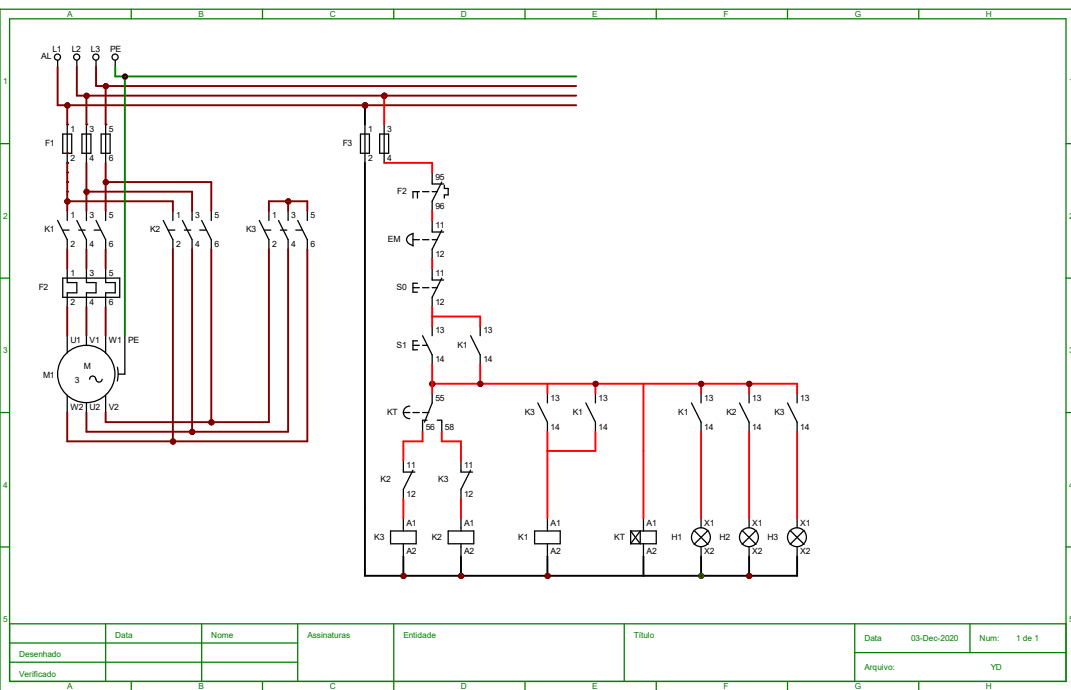 A B C D E F G H
L1 L2 L3 PE
AL
1 1
1 3 5 1 3
F1 F3
2 4 6 2 4
95
F2
96
2 2
1 3 5 1 3 5 1 3 5 11
K1 K2 K3 EM
2 4 6 2 4 6 2 4 6 12
1 3 5 11
F2 S0
2 4 6 12
13 13
U1 V1 W1 PE S1 K1
3 3
14 14
M
M1 3
55 13 13 13 13 13
W2 U2 V2 KT K3 K1 K1 K2 K3
56 58 14 14 14 14 14
11 11
K2 K3
4 4
12 12
A1 A1 A1 A1 X1 X1 X1
K3 K2 K1 KT H1 H2 H3
A2 A2 A2 A2 X2 X2 X2
5 5
Data Nome Assinaturas Entidade Título Data 03-Dec-2020 Num: 1 de 1
Desenhado
Arquivo: YD
Verificado
A B C D E F G H